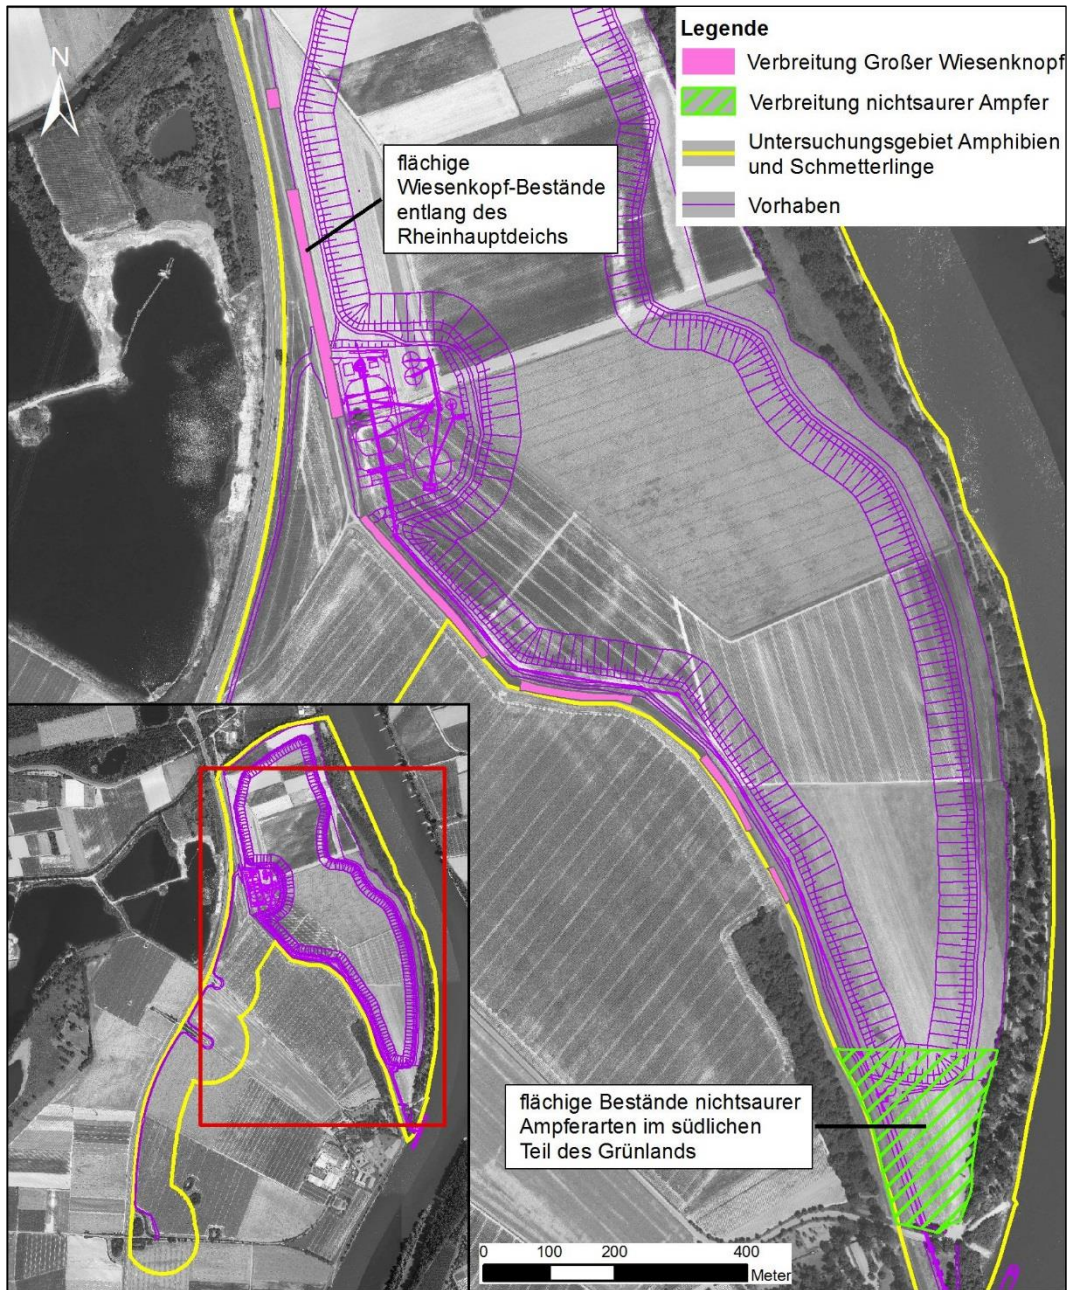 N
Legende
Verbreitung Großer Wiesenknopf
Verbreitung nichtsaurer Ampfer
Untersuchungsgebiet Amphibien
und Schmetterlinge
Vorhaben
flächige
Wiesenkopf-Bestände
entlang des
Rheinhauptdeichs
flächige Bestände nichtsaurer
Ampferarten im südlichen
Teil des Grünlands
0 100 200 400
Meter